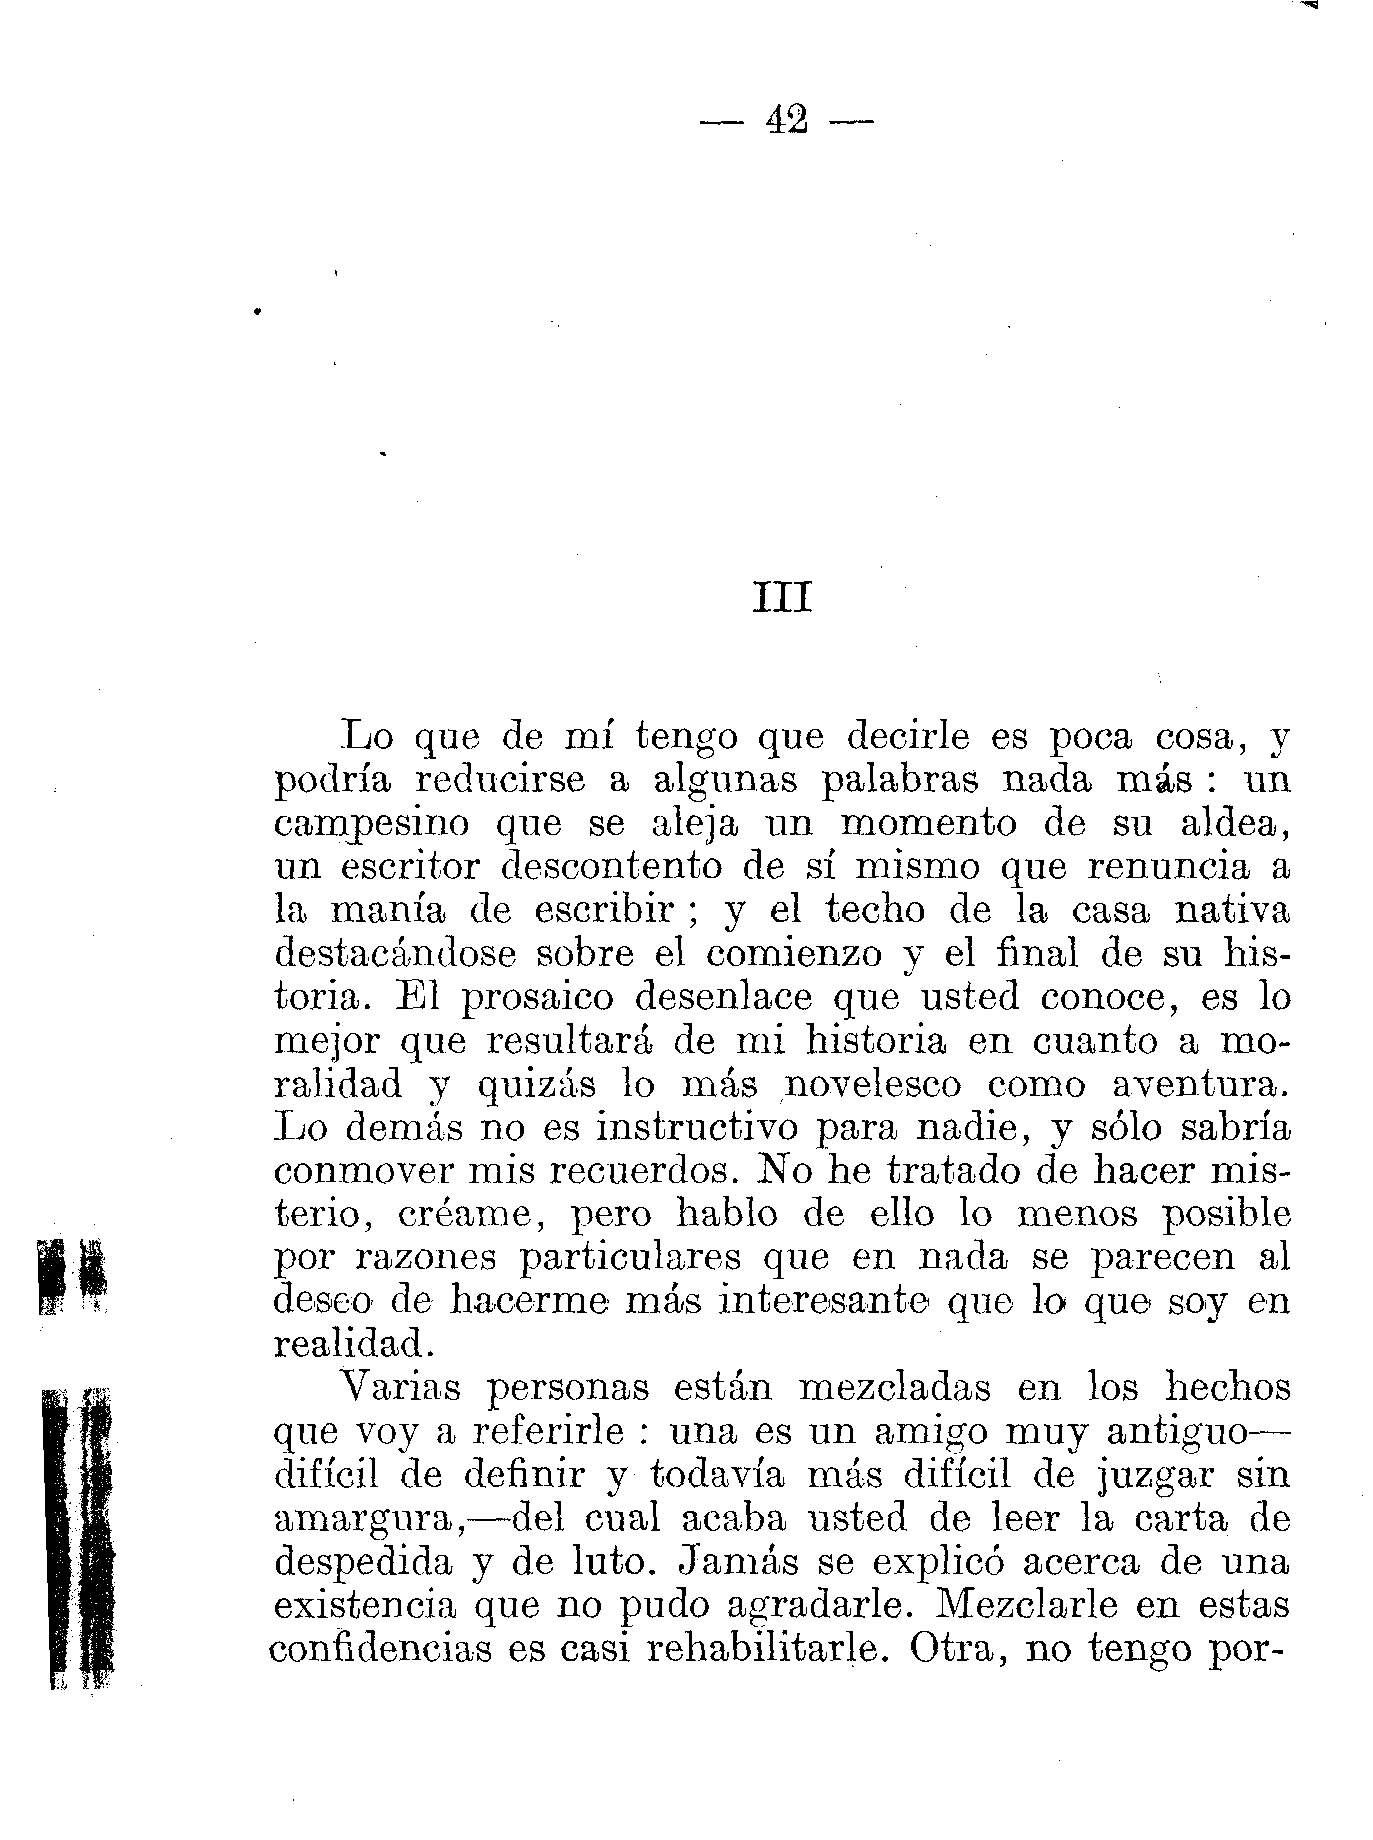 — 42 —
III
Lo que de mí tengo que decirle es poca cosa, y
podría reducirse a algunas palabras nada más : un
campesino que se aleja un momento de su aldea,
un escritor descontento de sí mismo que renuncia a
la manía de escribir ; y el techo de la casa nativa
destacándose sobre el comienzo y el final de su his-
toria. El prosaico desenlace que usted conoce, es lo
mejor que resultará de mi historia en cuanto a mo-
ralidad y quizás lo más novelesco como aventura.
Lo demás no es instructivo para nadie, y sólo sabría
conmover mis recuerdos. No he tratado de hacer mis-
terio, créame, pero hablo de ello lo menos posible
por razones particulares que en nada se parecen al
deseo de hacerme más interesante que lo que soy en
realidad.
Varias personas están mezcladas en los hechos
que voy a referirle : una es un amigo muy antiguo—
difícil de definir y todavía más difícil de juzgar sin
amargura,—del cual acaba usted de leer la carta de
despedida y de luto. Jamás se explicó acerca de una
existencia que no pudo agradarle. Mezclarle en estas
confidencias es casi rehabilitarle. Otra, no tengo por-